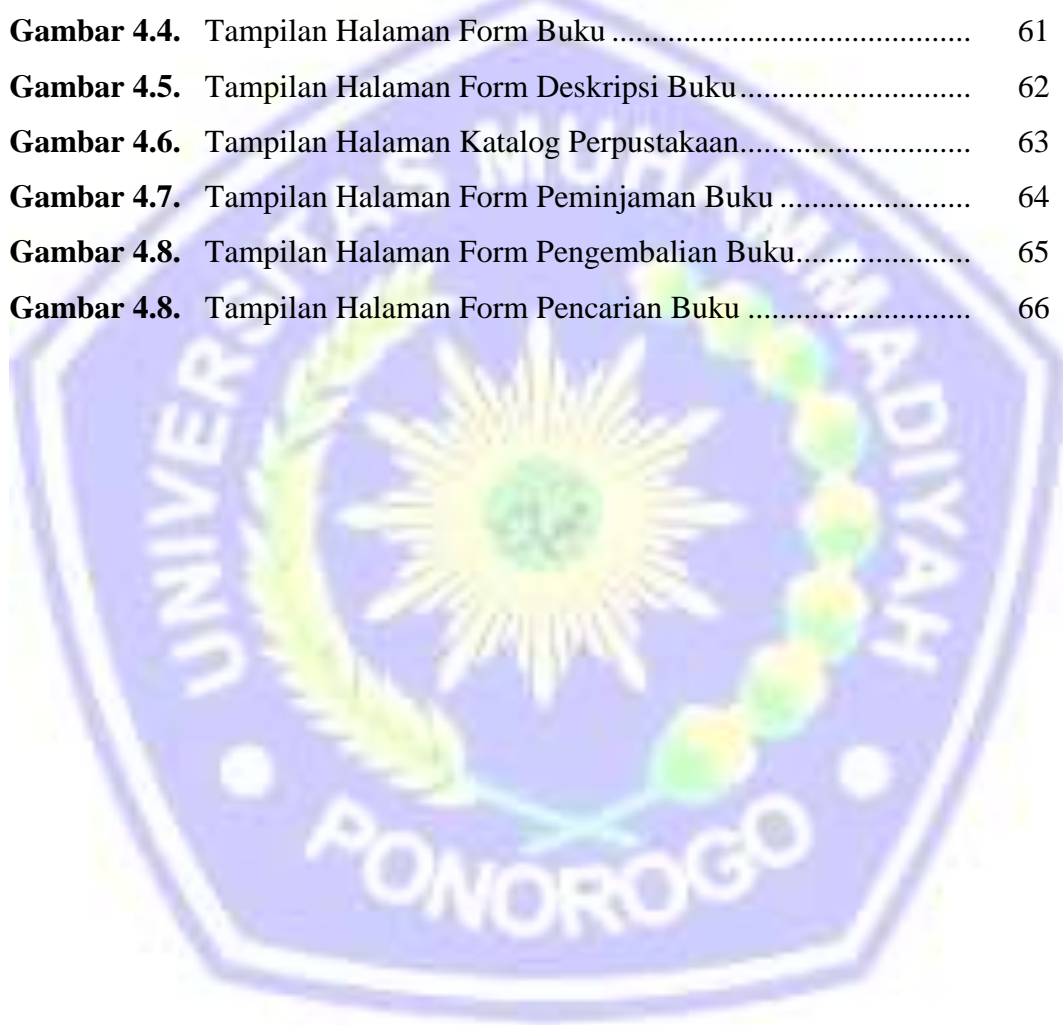 Gambar 4.4. Tampilan Halaman Form Buku ........................................... 61
Gambar 4.5. Tampilan Halaman Form Deskripsi Buku............................ 62
Gambar 4.6. Tampilan Halaman Katalog Perpustakaan............................ 63
Gambar 4.7. Tampilan Halaman Form Peminjaman Buku ....................... 64
Gambar 4.8. Tampilan Halaman Form Pengembalian Buku..................... 65
Gambar 4.8. Tampilan Halaman Form Pencarian Buku ........................... 66
UNIVERSITAS MUHAMMADIYAH
PONOROGO